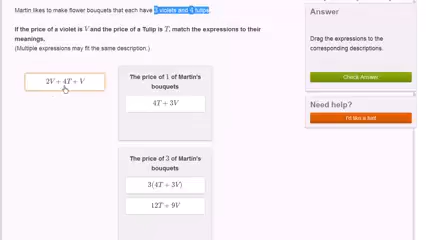 Martin likes to make flower bouquets that each have 3 violets and 4 tulips.
If the price of a violet is V and the price of a Tulip is T, match the expressions to their
meanings.
(Multiple expressions may fit the same description.)
2V + 4T + V
The price of 1 of Martin's
bouquets
4T + 3V
The price of 3 of Martin's
bouquets
3(4T + 3V)
12T + 9V
Answer
Drag the expressions to the
corresponding descriptions.
Check Answer
Need help?
I'd like a hint